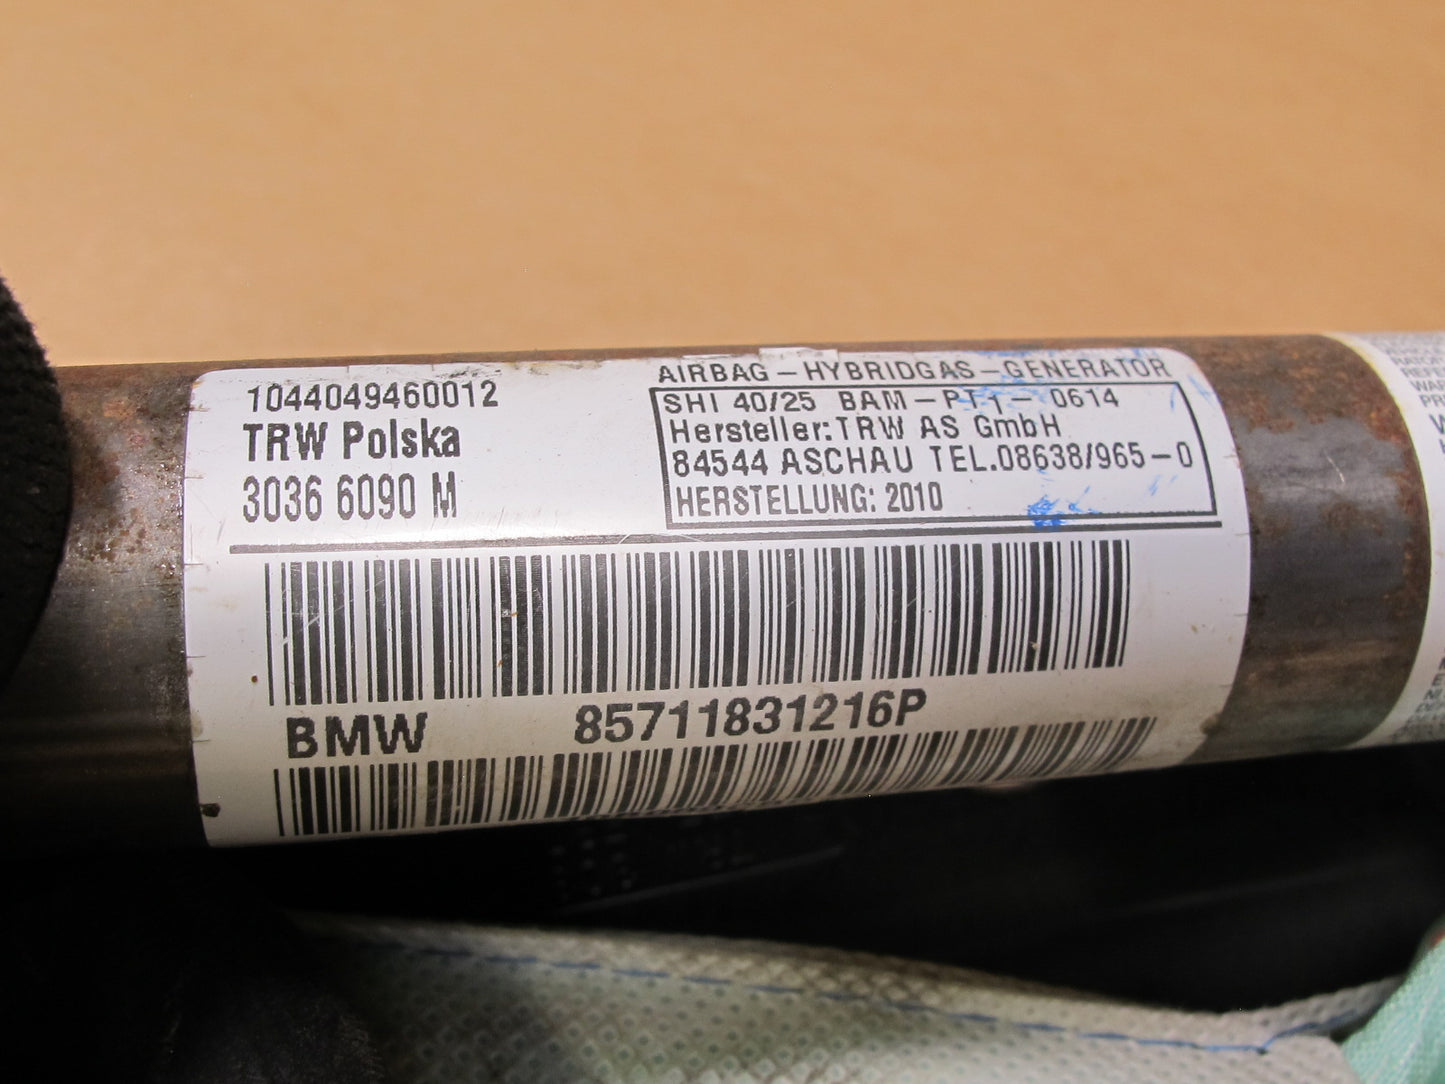 1044049460012
TRW Polska
3036 6090 M
AIRBAG-HYBRIDGAS-GENERATOR
SHI 40/25 BAM-PT1-0614
Hersteller:TRW AS GmbH
84544 ASCHAU TEL.08638/965-0
HERSTELLUNG: 2010
BMW 85711831216P